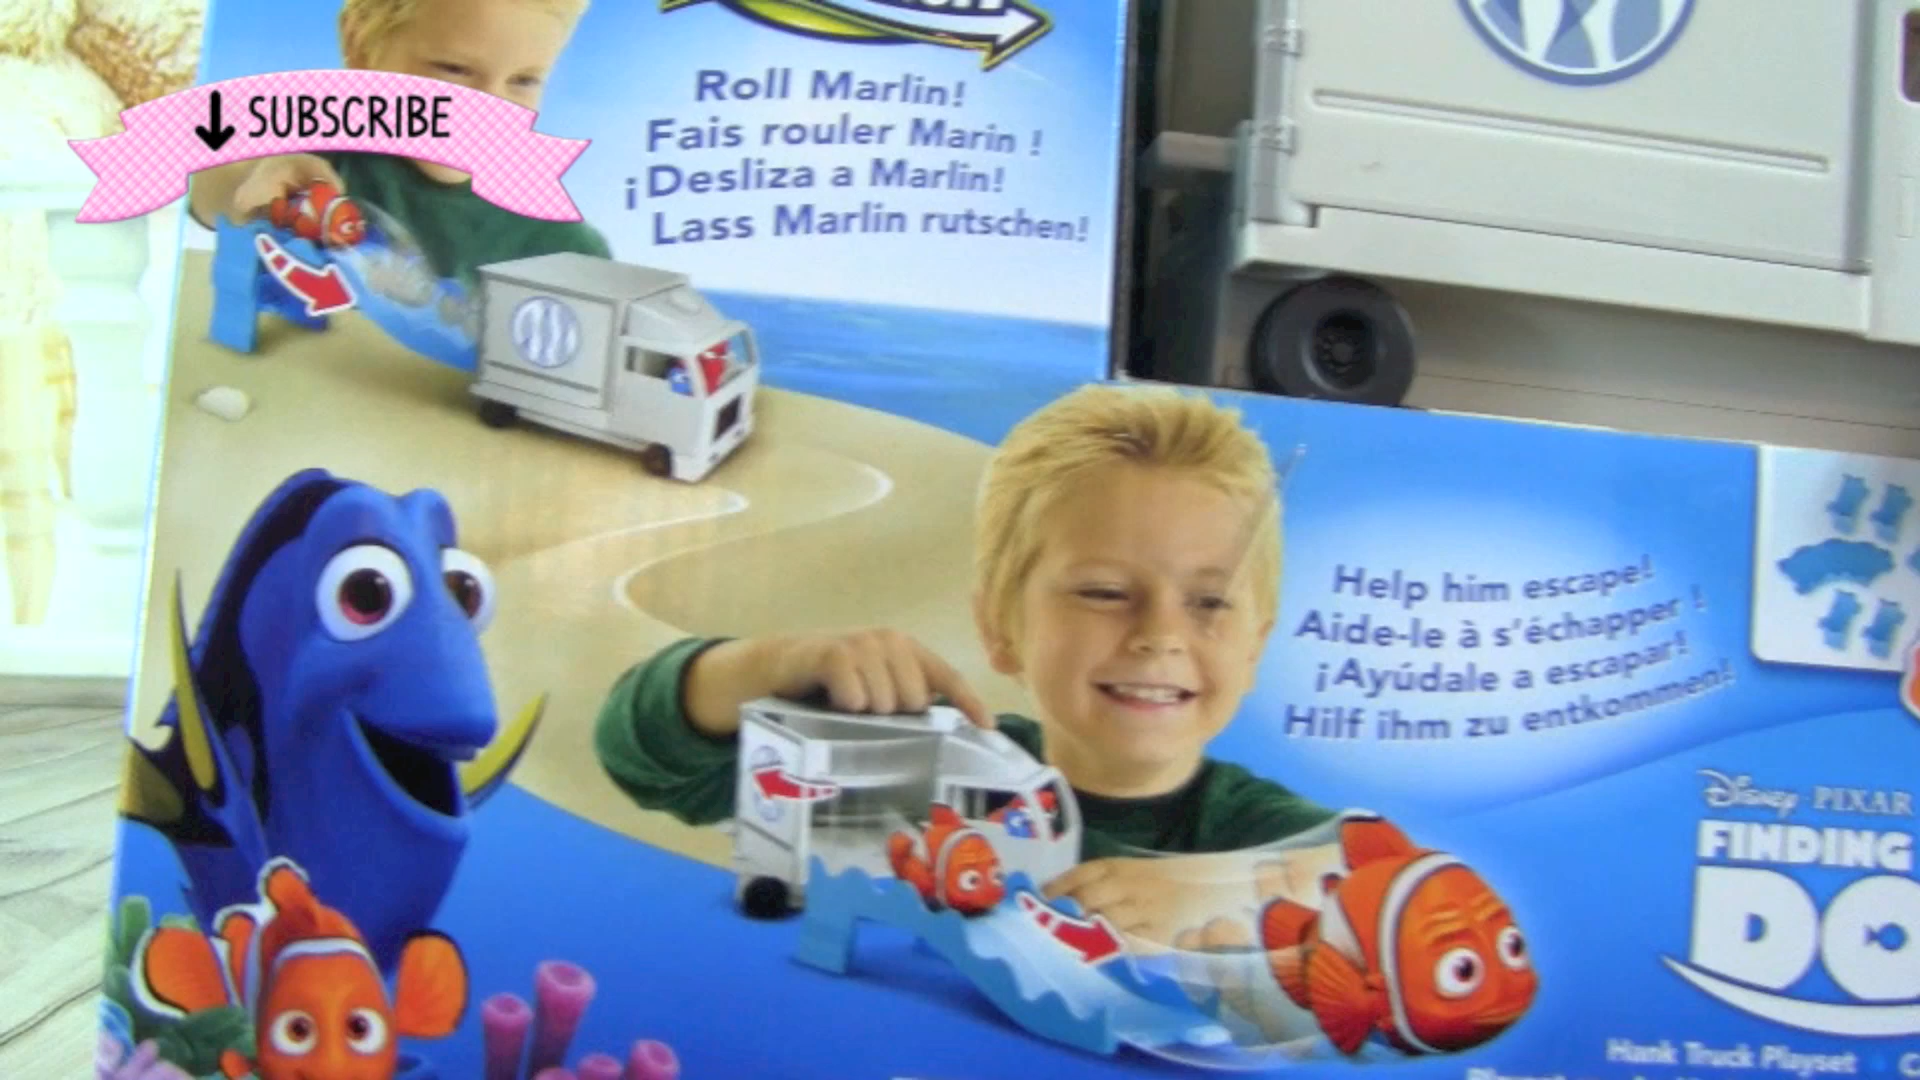 SUBSCRIBE
Roll Marlin!
Fais rouler Marin !
¡Desliza a Marlin!
Lass Marlin rutschen!
Help him escape!
Aide-le à s'échapper !
¡Ayúdale a escapar!
Hilf ihm zu entkommen!
Disney PIXAR
FINDING
DO
Hank Truck Playset